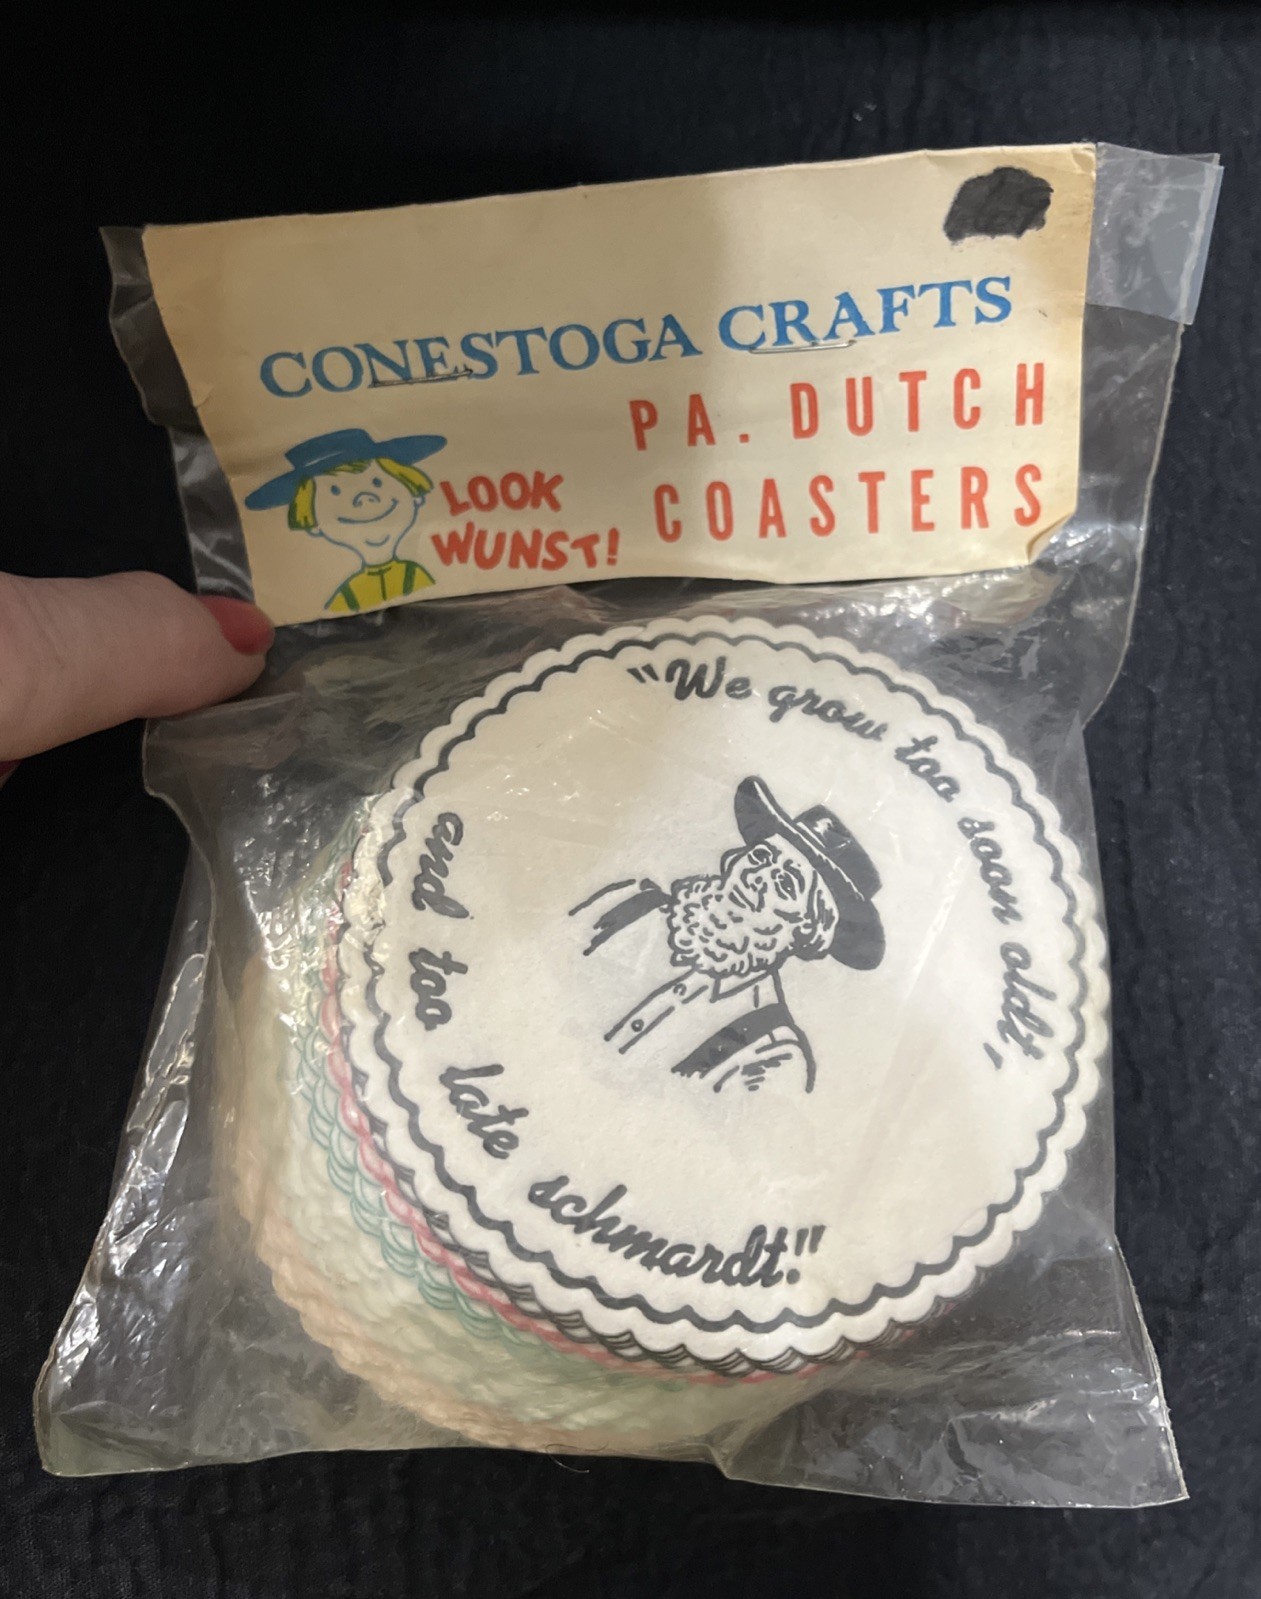 CONESTOGA CRAFTS
PA. DUTCH
COASTERS
LOOK
WUNST!
"We grow too soon oldt,
and too late schmardt!"